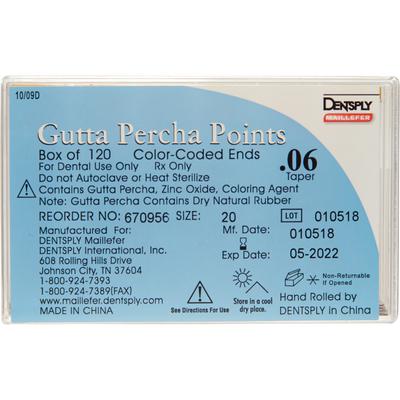 10/09D
DENSPLY
MAILLEFER
Gutta Percha Points
Box of 120 Color-Coded Ends
For Dental Use Only Rx Only
.06
Taper
Do not Autoclave or Heat Sterilize
Contains Gutta Percha, Zinc Oxide, Coloring Agent
Note: Gutta Percha Contains Dry Natural Rubber
REORDER NO: 670956 SIZE: 20 LOT 010518
Manufactured For:
DENTSPLY Maillefer
DENTSPLY International, Inc.
608 Rolling Hills Drive
Johnson City, TN 37604
1-800-924-7393
1-800-924-7389(FAX)
www.maillefer.dentsply.com
MADE IN CHINA
Mf. Date: 010518
Exp Date: 05-2022
See Directions For Use
Store in a cool
dry place.
Non-Returnable
If Opened
Hand Rolled by
DENTSPLY in China